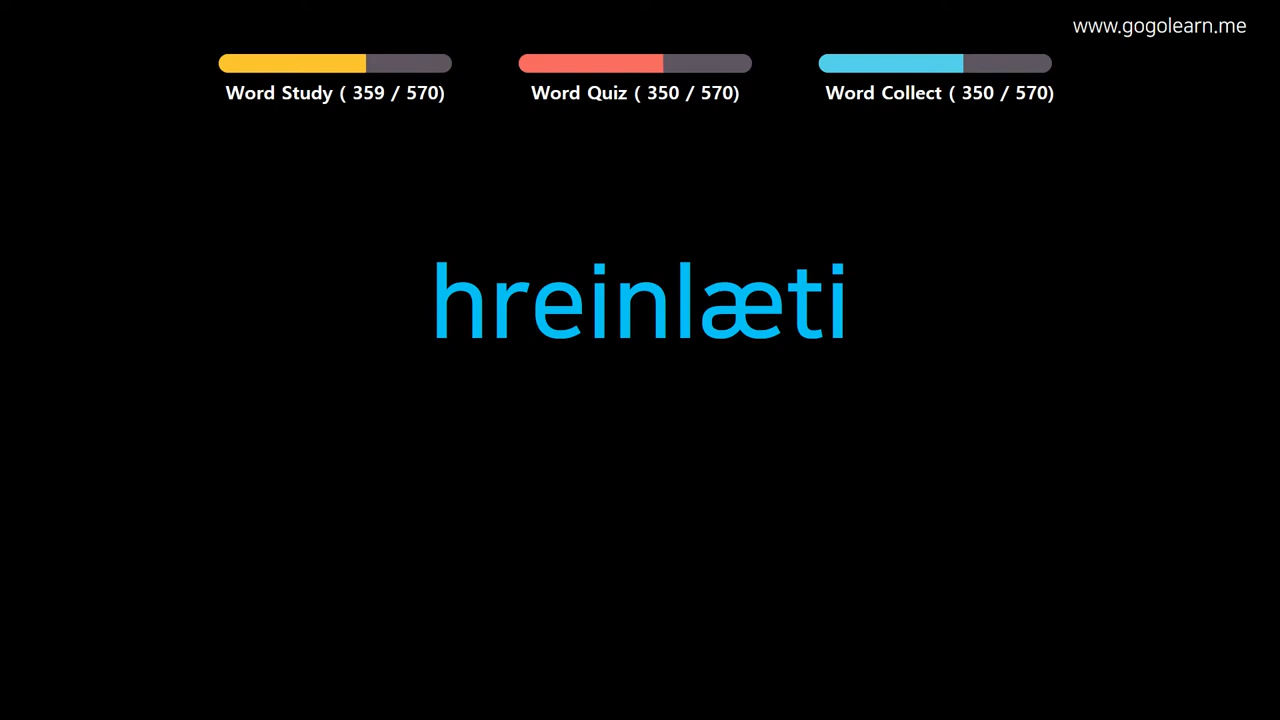 www.gogolearn.me
Word Study ( 359 / 570)
Word Quiz ( 350 / 570)
Word Collect ( 350 / 570)
hreinlæti